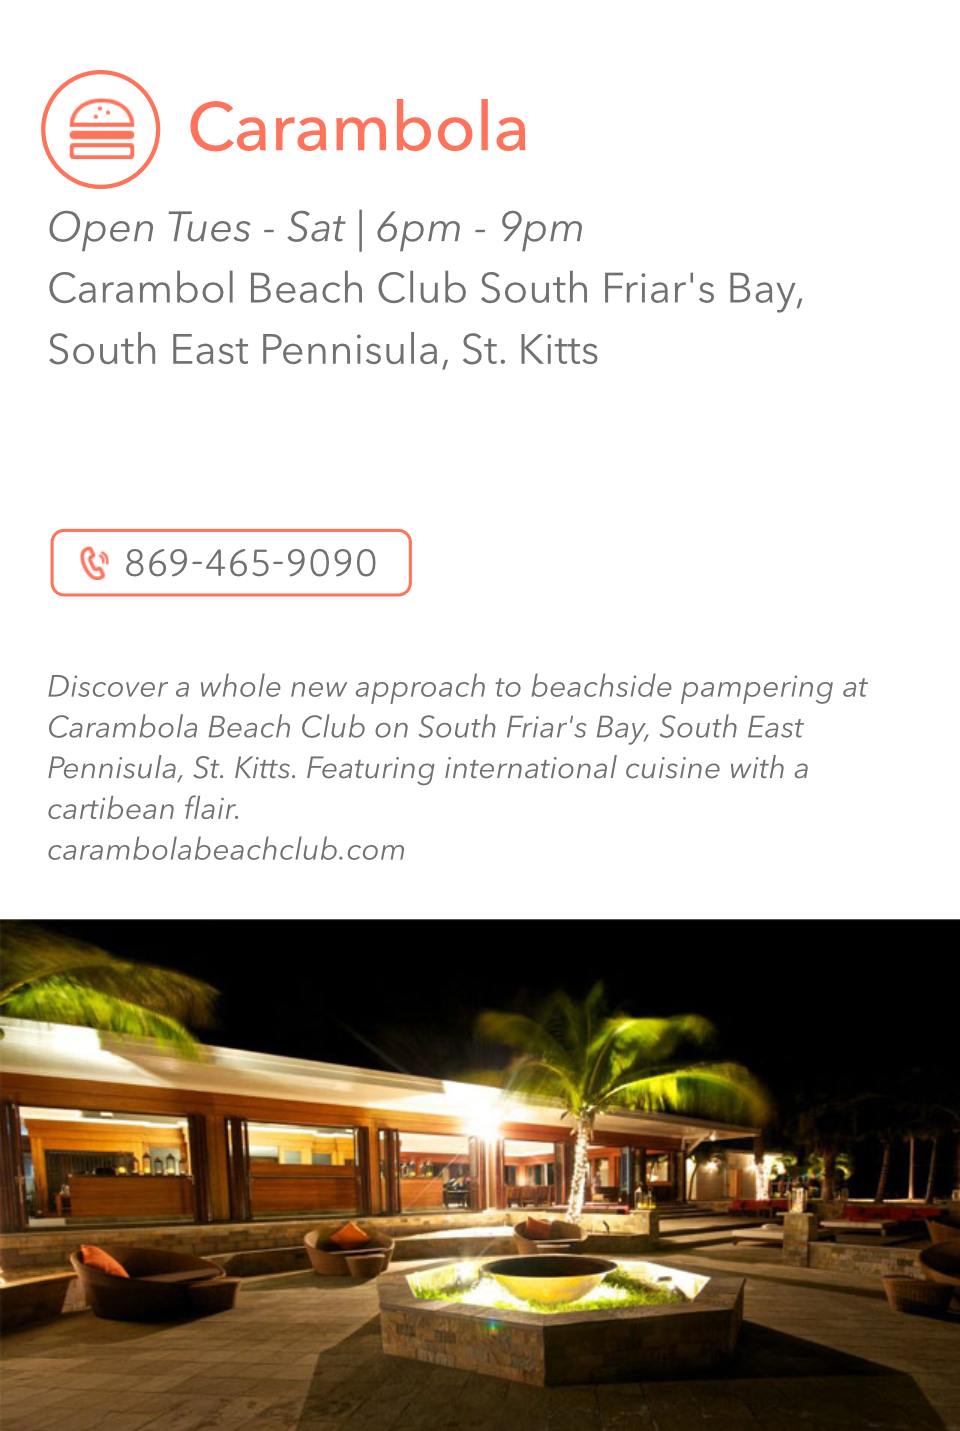 Carambola
Open Tues - Sat | 6pm - 9pm
Carambol Beach Club South Friar's Bay,
South East Pennisula, St. Kitts
869-465-9090
Discover a whole new approach to beachside pampering at
Carambola Beach Club on South Friar's Bay, South East
Pennisula, St. Kitts. Featuring international cuisine with a
cartibean flair.
carambolabeachclub.com